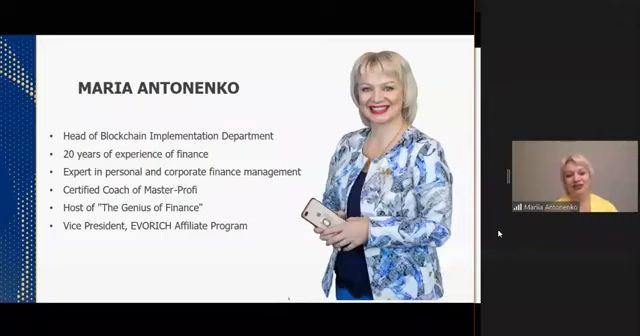 MARIA ANTONENKO
• Head of Blockchain Implementation Department
• 20 years of experience of finance
• Expert in personal and corporate finance management
• Certified Coach of Master-Profi
• Host of "The Genius of Finance"
• Vice President, EVORICH Affiliate Program
Mariia Antonenko